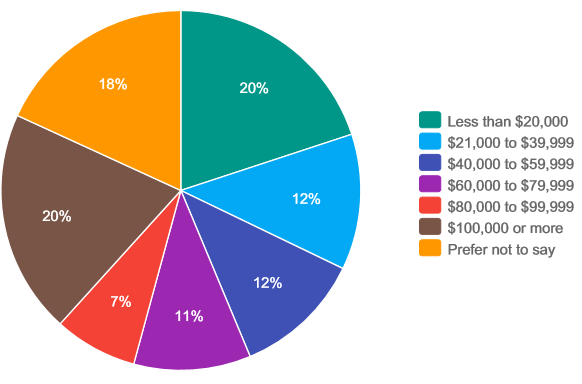 18%
20%
12%
12%
11%
7%
20%
Less than $20,000
$21,000 to $39,999
$40,000 to $59,999
$60,000 to $79,999
$80,000 to $99,999
$100,000 or more
Prefer not to say